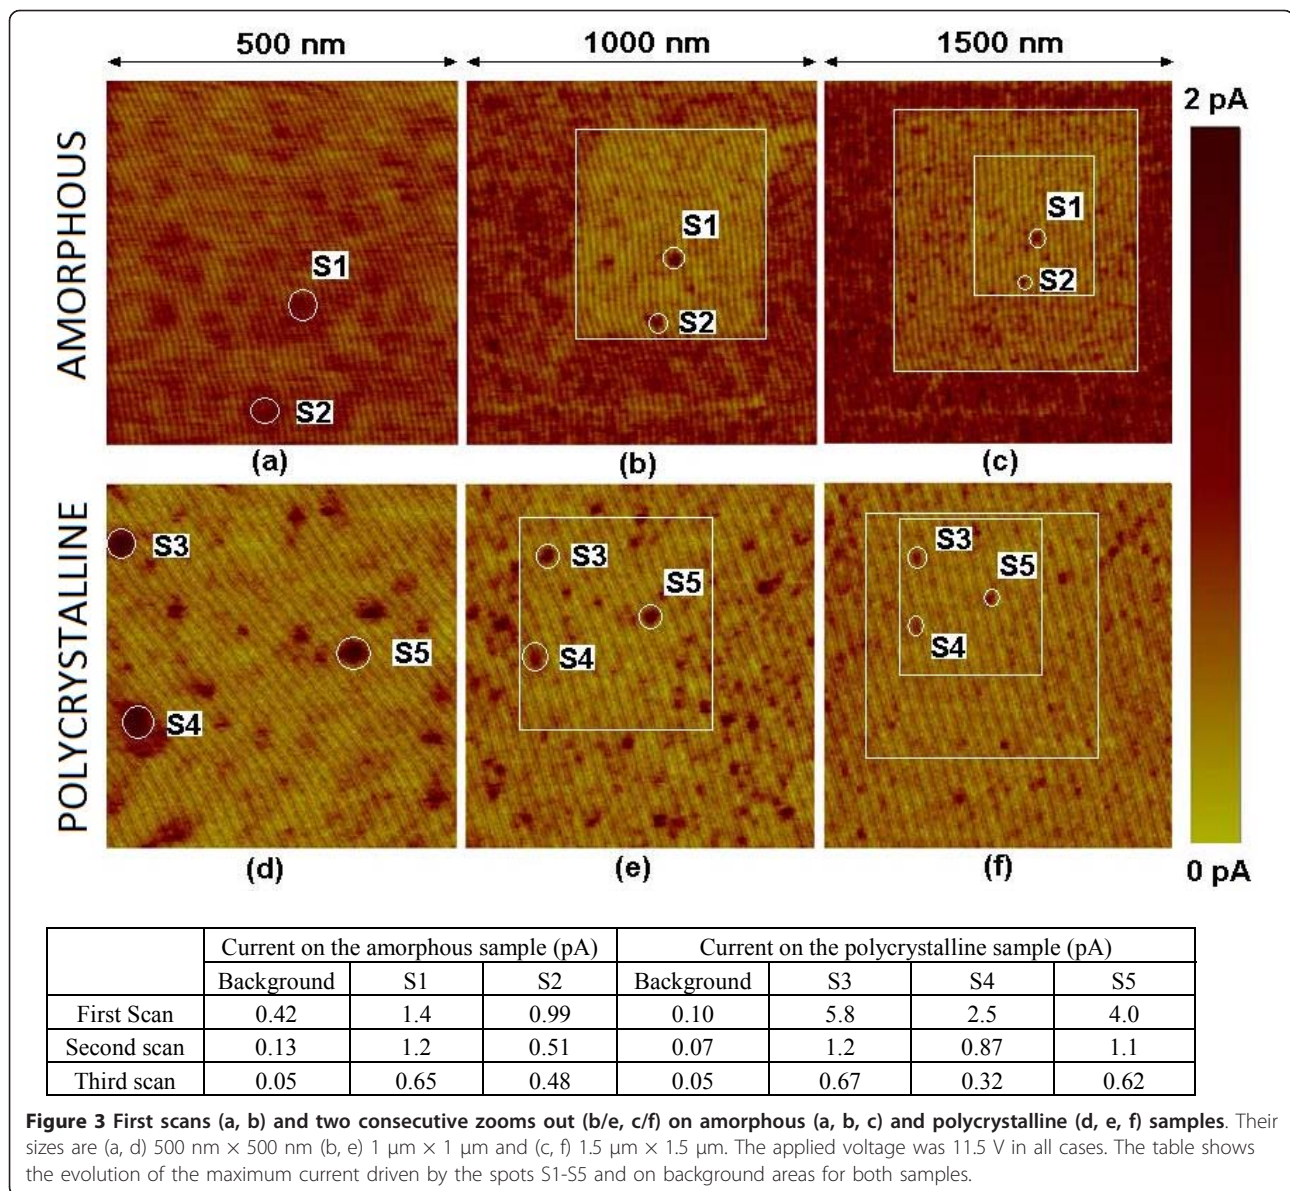 500 nm
1000 nm
1500 nm
AMORPHOUS
S1
S2
(a)
S1
S2
(b)
S1
S2
(c)
2 pA
POLYCRYSTALLINE
S3
S5
S4
(d)
S3
S5
S4
(e)
S3
S5
S4
(f)
0 pA
Current on the amorphous sample (pA) Current on the polycrystalline sample (pA)
Background S1 S2 Background S3 S4 S5
First Scan 0.42 1.4 0.99 0.10 5.8 2.5 4.0
Second scan 0.13 1.2 0.51 0.07 1.2 0.87 1.1
Third scan 0.05 0.65 0.48 0.05 0.67 0.32 0.62
Figure 3 First scans (a, b) and two consecutive zooms out (b/e, c/f) on amorphous (a, b, c) and polycrystalline (d, e, f) samples. Their
sizes are (a, d) 500 nm × 500 nm (b, e) 1 μm × 1 μm and (c, f) 1.5 μm × 1.5 μm. The applied voltage was 11.5 V in all cases. The table shows
the evolution of the maximum current driven by the spots S1-S5 and on background areas for both samples.